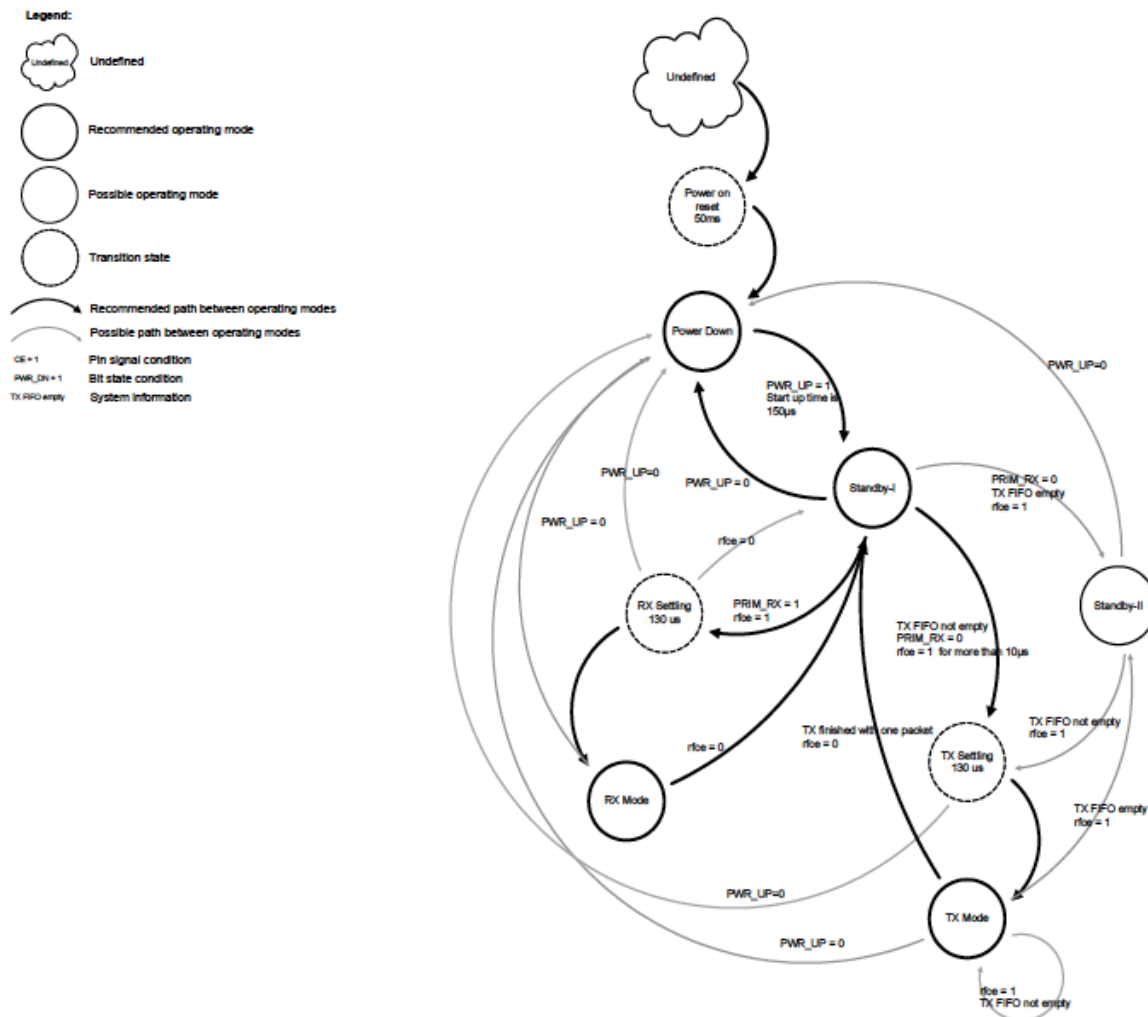 Legend:
Undefined
Undefined
Recommended operating mode
Possible operating mode
Transition state
Recommended path between operating modes
Possible path between operating modes
CE = 1
Pin signal condition
PWR_DN = 1
Bit state condition
TX FIFO empty
System information
Undefined
Power on
reset
50ms
Power Down
PWR_UP=0
PWR_UP = 1
Start up time is
150µs
PWR_UP=0
PWR_UP = 0
Standby-I
PRIM_RX = 0
TX FIFO empty
rfce = 1
PWR_UP = 0
rfce = 0
RX Settling
130 us
PRIM_RX = 1
rfce = 1
Standby-II
TX FIFO not empty
PRIM_RX = 0
rfce = 1 for more than 10µs
TX finished with one packet
rfce = 0
TX FIFO not empty
rfce = 1
rfce = 0
TX Settling
130 us
RX Mode
TX FIFO empty
rfce = 1
PWR_UP=0
TX Mode
PWR_UP = 0
rfce = 1
TX FIFO not empty